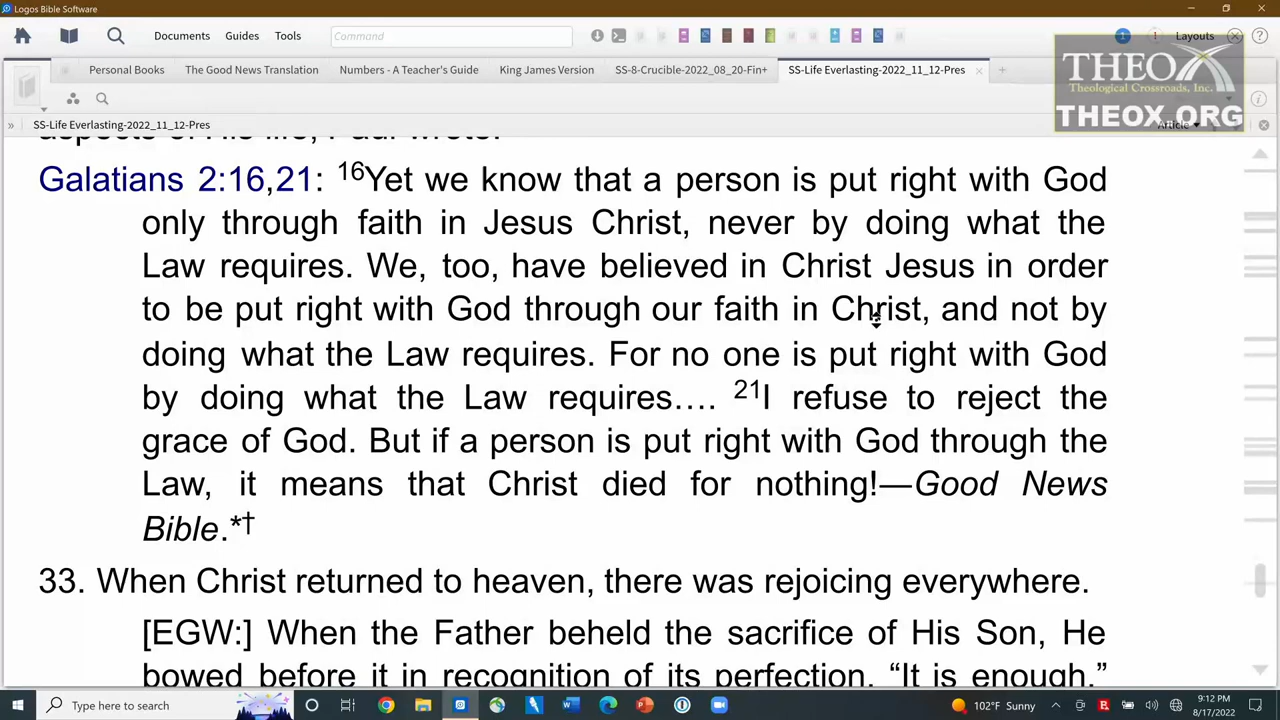 Logos Bible Software
Documents Guides Tools Command Layouts
THEOX
Theological Crossroads, Inc.
THEOX.ORG
Personal Books The Good News Translation Numbers - A Teacher's Guide King James Version SS-8-Crucible-2022_08_20-Fin+ SS-Life Everlasting-2022_11_12-Pres
SS-Life Everlasting-2022_11_12-Pres Article
aspects of His life, Paul wrote:
Galatians 2:16,21: 16Yet we know that a person is put right with God
only through faith in Jesus Christ, never by doing what the
Law requires. We, too, have believed in Christ Jesus in order
to be put right with God through our faith in Christ, and not by
doing what the Law requires. For no one is put right with God
by doing what the Law requires…. 21I refuse to reject the
grace of God. But if a person is put right with God through the
Law, it means that Christ died for nothing!—Good News
Bible.*†
33. When Christ returned to heaven, there was rejoicing everywhere.
[EGW:] When the Father beheld the sacrifice of His Son, He
bowed before it in recognition of its perfection. “It is enough,”
Type here to search 102°F Sunny 9:12 PM
8/17/2022